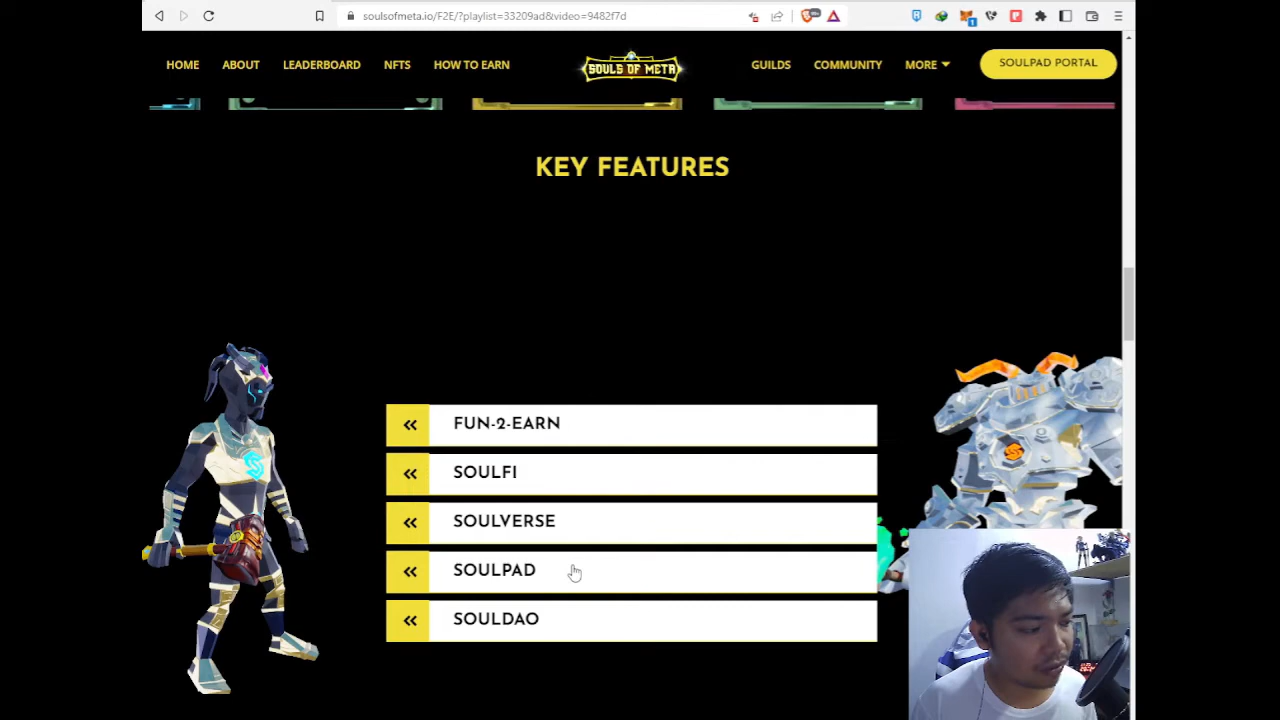 soulsofmeta.io/F2E/?playlist=33209ad&video=9482f7d
HOME ABOUT LEADERBOARD NFTS HOW TO EARN SOULS OF META GUILDS COMMUNITY MORE SOULPAD PORTAL
KEY FEATURES
FUN-2-EARN
SOULFI
SOULVERSE
SOULPAD
SOULDAO